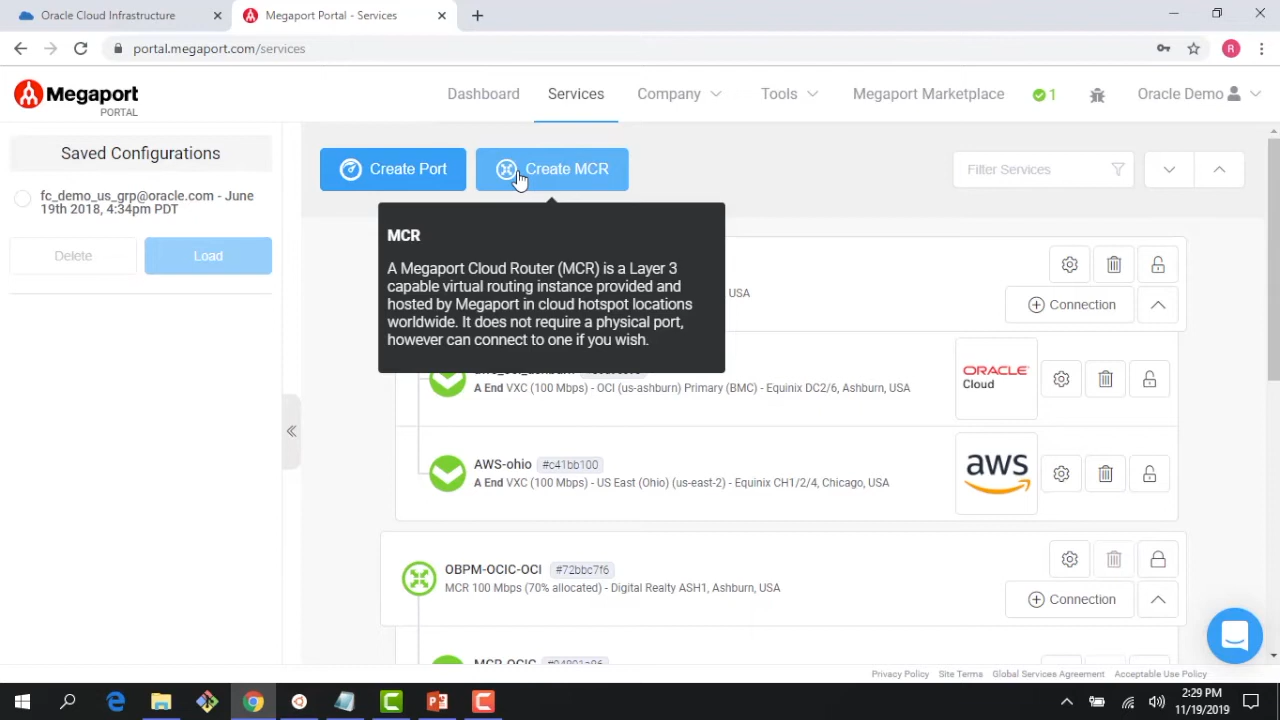 Oracle Cloud Infrastructure
Megaport Portal - Services
portal.megaport.com/services
R
Megaport
PORTAL
Dashboard
Services
Company
Tools
Megaport Marketplace
1
Oracle Demo
Saved Configurations
fc_demo_us_grp@oracle.com - June
19th 2018, 4:34pm PDT
Delete
Load
Create Port
Create MCR
Filter Services
MCR
A Megaport Cloud Router (MCR) is a Layer 3
capable virtual routing instance provided and
hosted by Megaport in cloud hotspot locations
worldwide. It does not require a physical port,
however can connect to one if you wish.
USA
Connection
A End VXC (100 Mbps) - OCI (us-ashburn) Primary (BMC) - Equinix DC2/6, Ashburn, USA
ORACLE
Cloud
AWS-ohio #c41bb100
A End VXC (100 Mbps) - US East (Ohio) (us-east-2) - Equinix CH1/2/4, Chicago, USA
aws
OBPM-OCIC-OCI #72bbc7f6
MCR 100 Mbps (70% allocated) - Digital Realty ASH1, Ashburn, USA
Connection
MCR-OCIC
Privacy Policy Site Terms Global Services Agreement Acceptable Use Policy
2:29 PM
11/19/2019